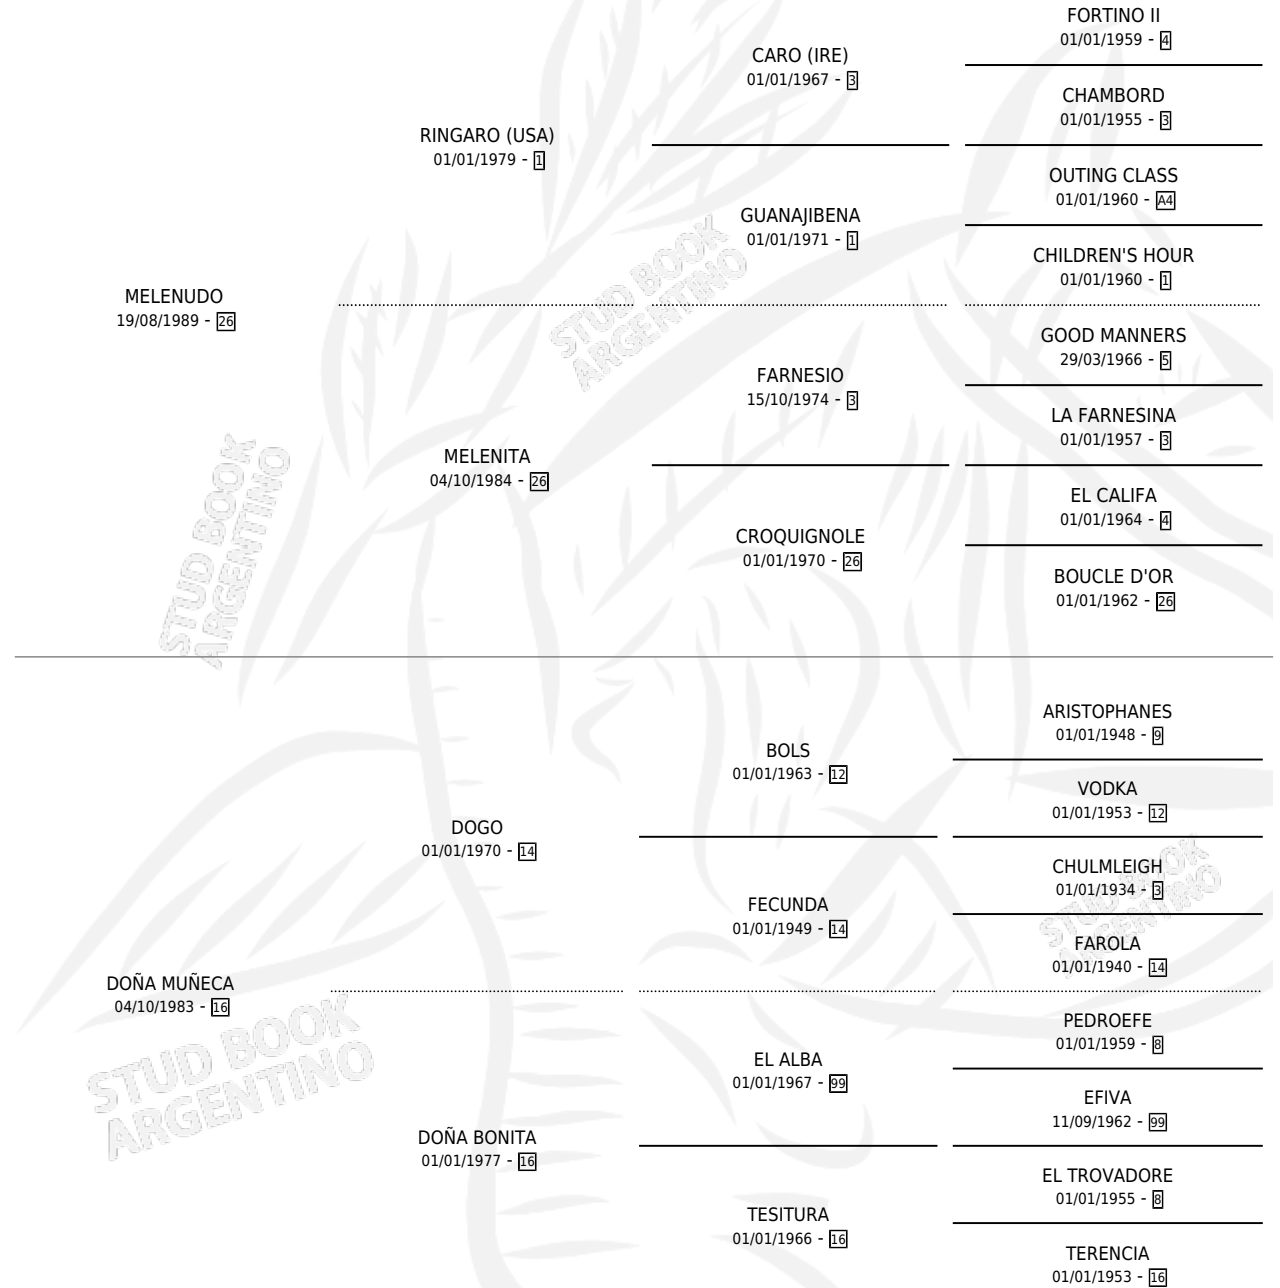 FORTINO II
01/01/1959 - 4
CARO (IRE)
01/01/1967 - 3
CHAMBORD
01/01/1955 - 3
RINGARO (USA)
01/01/1979 - 1
OUTING CLASS
01/01/1960 - A4
GUANAJIBENA
01/01/1971 - 1
CHILDREN'S HOUR
01/01/1960 - 1
MELENUDO
19/08/1989 - 26
GOOD MANNERS
29/03/1966 - 5
FARNESIO
15/10/1974 - 3
LA FARNESINA
01/01/1957 - 3
MELENITA
04/10/1984 - 26
EL CALIFA
01/01/1964 - 4
CROQUIGNOLE
01/01/1970 - 26
BOUCLE D'OR
01/01/1962 - 26
STUD BOOK
ARGENTINO
STUD BOOK
ARGENTINO
ARISTOPHANES
01/01/1948 - 9
BOLS
01/01/1963 - 12
VODKA
01/01/1953 - 12
DOGO
01/01/1970 - 14
CHULMLEIGH
01/01/1934 - 3
FECUNDA
01/01/1949 - 14
FAROLA
01/01/1940 - 14
DOÑA MUÑECA
04/10/1983 - 16
PEDROEFE
01/01/1959 - 8
EL ALBA
01/01/1967 - 99
EFIVA
11/09/1962 - 99
DOÑA BONITA
01/01/1977 - 16
EL TROVADORE
01/01/1955 - 8
TESITURA
01/01/1966 - 16
TERENCIA
01/01/1953 - 16
STUD BOOK
ARGENTINO
STUD BOOK
ARGENTINO